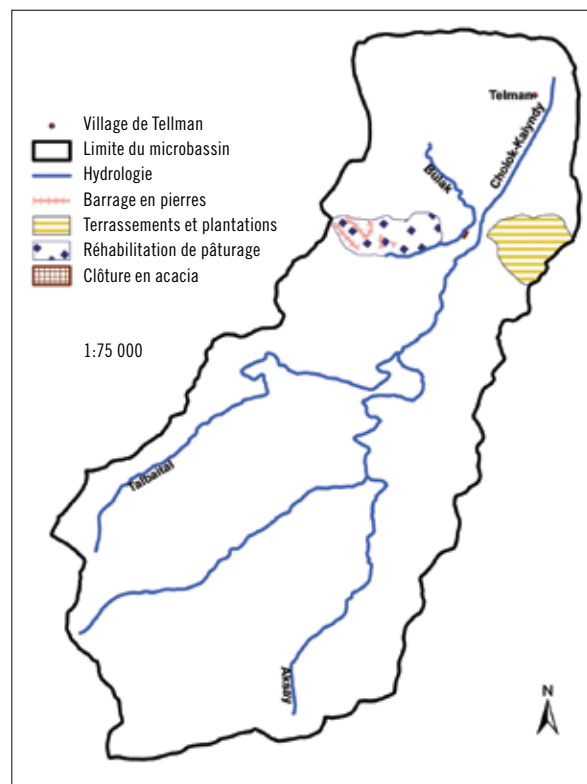 Telman
Cholok-Kalyndy
Bulak
Village de Tellman
Limite du microbassin
Hydrologie
Barrage en pierres
Terrassements et plantations
Réhabilitation de pâturage
Clôture en acacia
1:75 000
Talbaital
Aksay
N